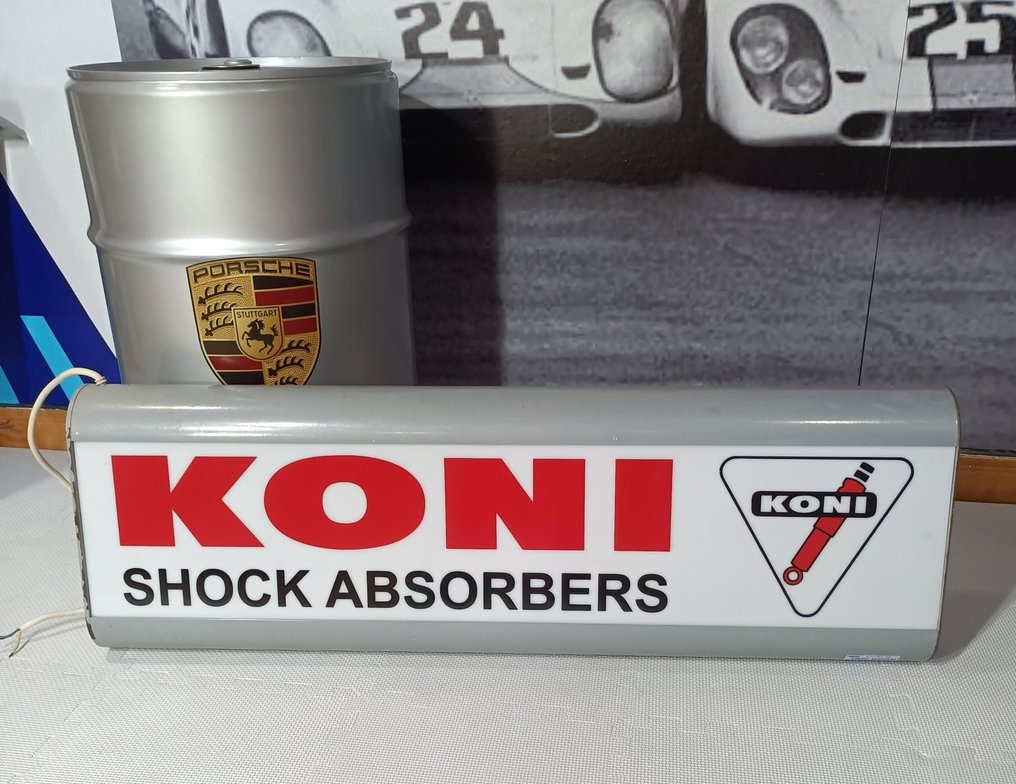 24
25
PORSCHE
STUTTGART
KONI
SHOCK ABSORBERS
KONI